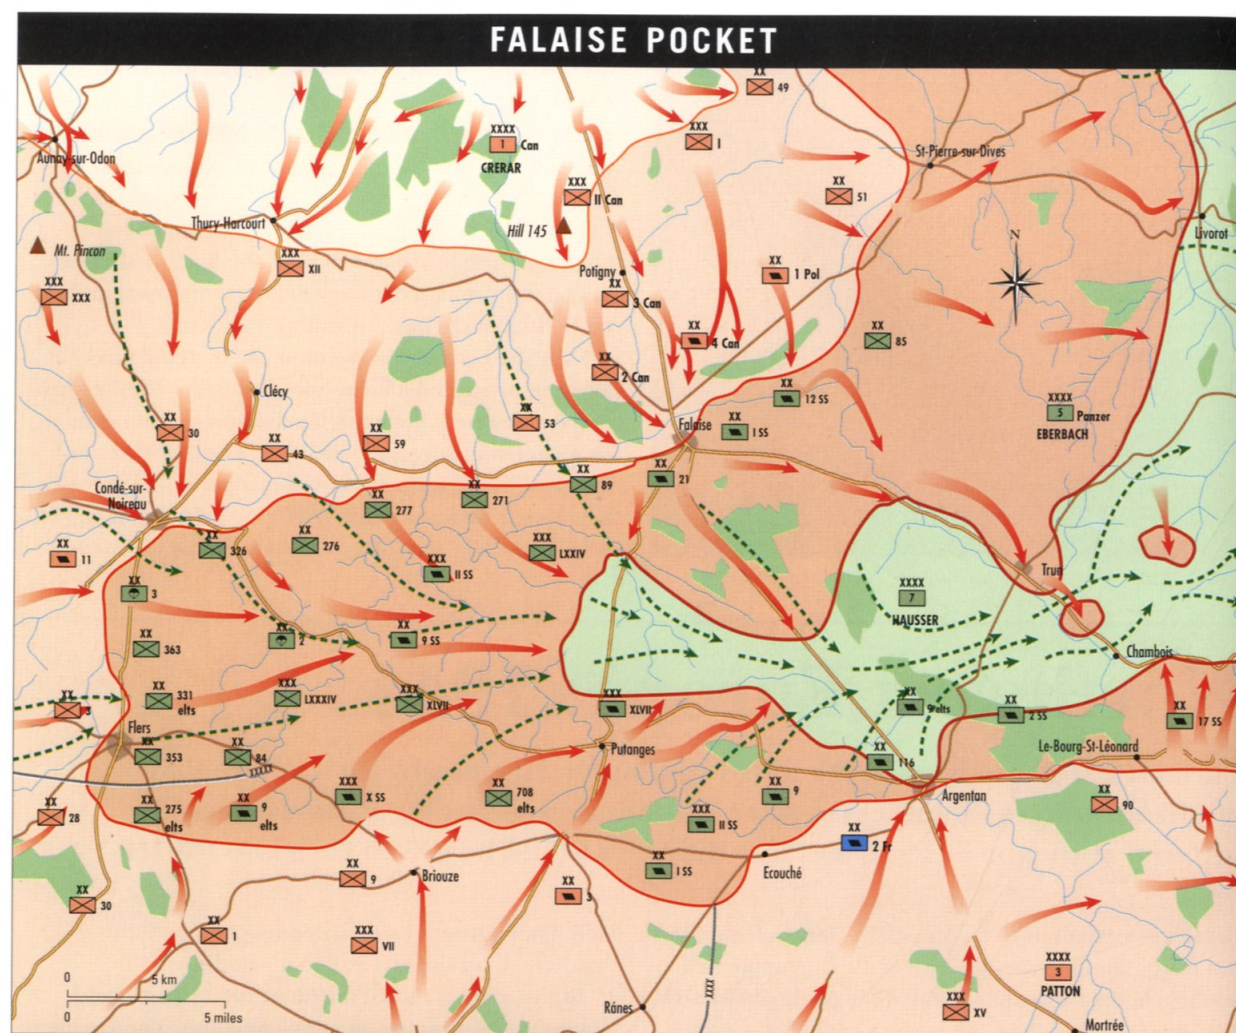 FALAISE POCKET
XX
49
Aunay-sur-Odon
XXXX
1 Can
CRERAR
XXX
I
St-Pierre-sur-Dives
XXX
II Can
XX
51
Thury-Harcourt
Hill 145
Livorot
Mt. Pincon
XXX
XII
N
Potigny
XX
1 Pol
XXX
XXX
XX
3 Can
XX
4 Can
XX
85
XX
2 Can
Clécy
XX
12 SS
XXXX
5 Panzer
EBERBACH
XX
30
XX
53
XX
59
Falaise
XX
I SS
XX
43
XX
89
XX
21
Condé-sur-
Noireau
XX
277
XX
271
XX
11
XX
326
XX
276
XXX
LXXIV
XXX
II SS
Trun
XX
3
XXXX
7
HAUSSER
XX
2
XX
9 SS
XX
363
Chambois
XX
3
XX
331
elts
XXX
LXXXIV
XXX
XLVII
XXX
XLVII
XX
9 elts
XX
2 SS
XX
17 SS
Flers
XX
353
XX
84
Putanges
XX
116
Le-Bourg-St-Léonard
XXXXX
XX
28
XX
275
elts
XX
9
elts
XXX
X SS
XX
708
elts
XX
9
Argentan
XX
90
XXX
II SS
XX
2 Fr
XX
30
XX
9
Briouze
XX
3
XX
I SS
Ecouché
XX
1
XXX
VII
XXXX
XXXX
3
PATTON
0
5 km
0
5 miles
Rânes
XXX
XV
Mortrée